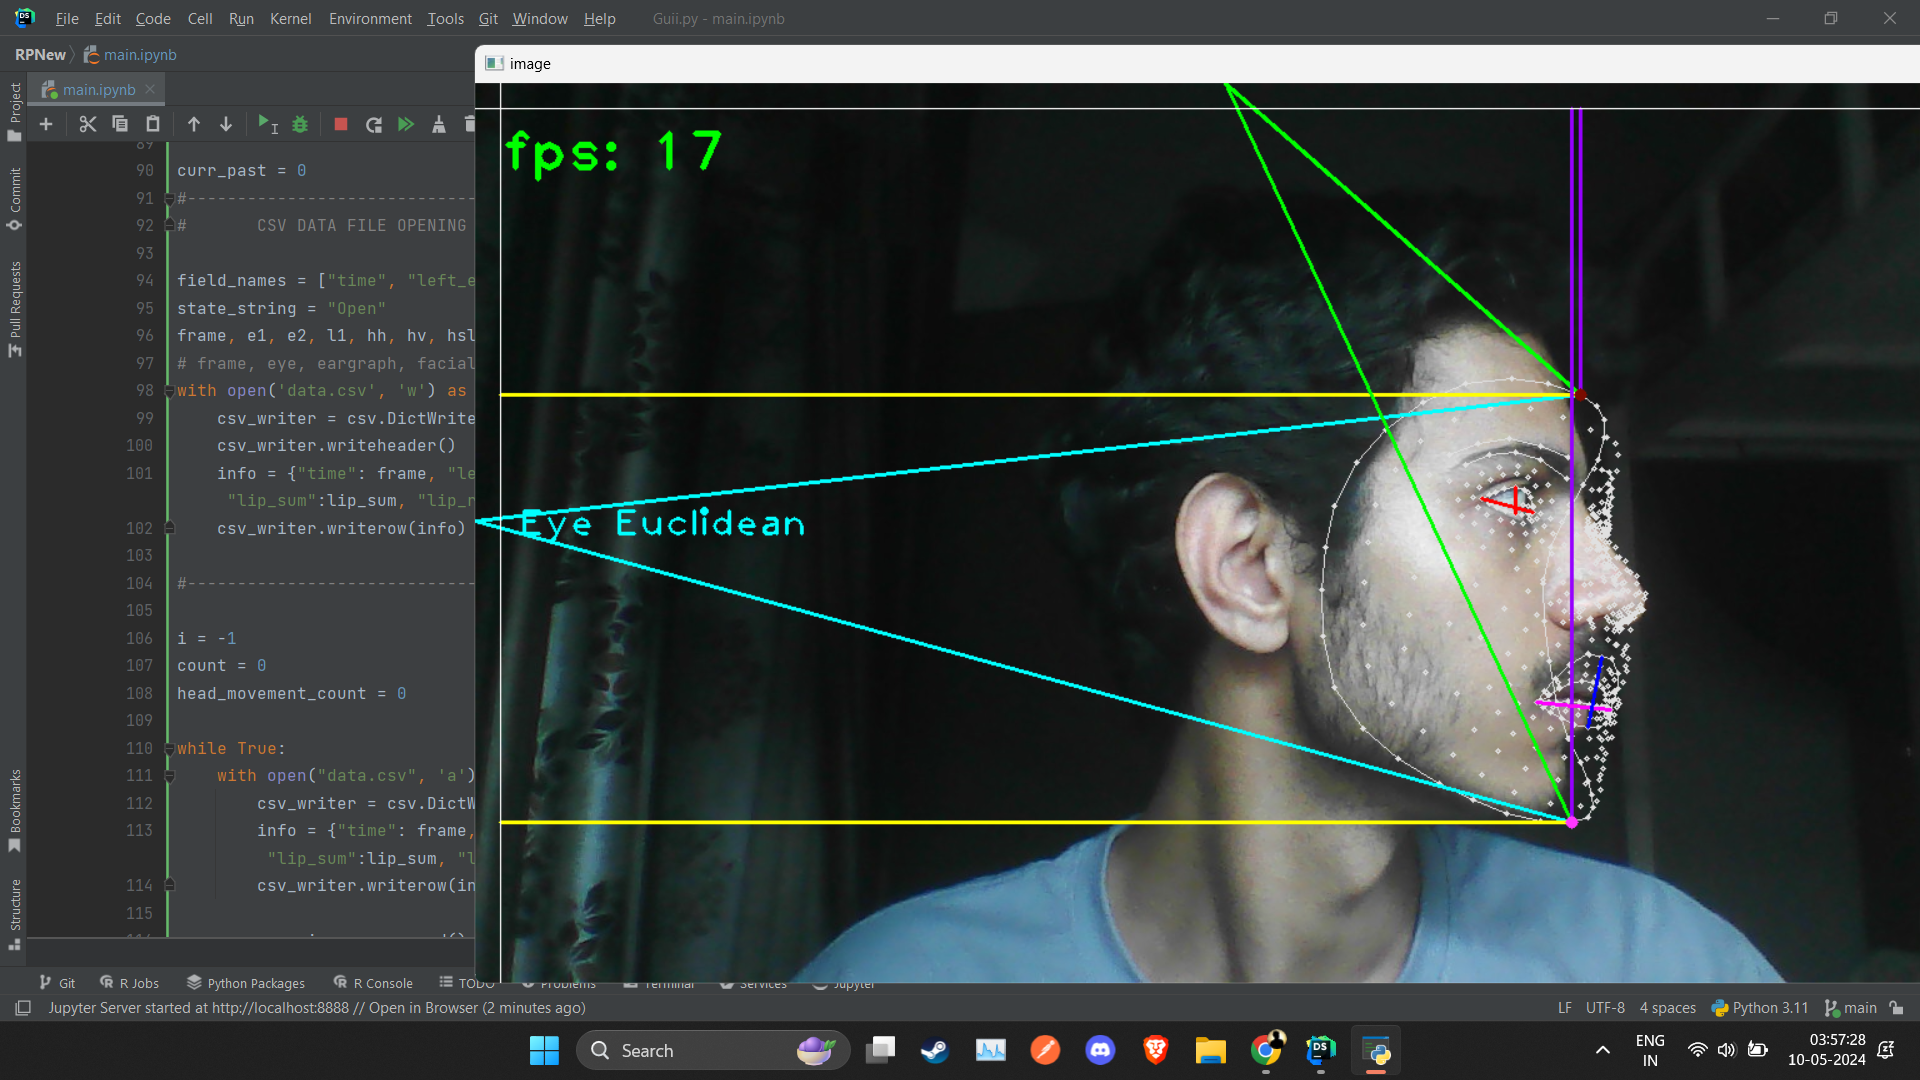 File Edit Code Cell Run Kernel Environment Tools Git Window Help Guii.py - main.ipynb
RPNew main.ipynb
main.ipynb
image
Project
Commit
Pull Requests
Bookmarks
Structure
89
90 curr_past = 0
91 #-----------------------------
92 # CSV DATA FILE OPENING
93
94 field_names = ["time", "left_e
95 state_string = "Open"
96 frame, e1, e2, l1, hh, hv, hsl
97 # frame, eye, eargraph, facial
98 with open('data.csv', 'w') as
99 csv_writer = csv.DictWrite
100 csv_writer.writeheader()
101 info = {"time": frame, "le
"lip_sum":lip_sum, "lip_r
102 csv_writer.writerow(info)
103
104 #-----------------------------
105
106 i = -1
107 count = 0
108 head_movement_count = 0
109
110 while True:
111 with open("data.csv", 'a')
112 csv_writer = csv.DictW
113 info = {"time": frame,
"lip_sum":lip_sum, "l
114 csv_writer.writerow(in
115
fps: 17
Eye Euclidean
Git R Jobs Python Packages R Console TODO Problems Terminal Services Jupyter
Jupyter Server started at http://localhost:8888 // Open in Browser (2 minutes ago) LF UTF-8 4 spaces Python 3.11 main
Search
DS
ENG
IN
03:57:28
10-05-2024